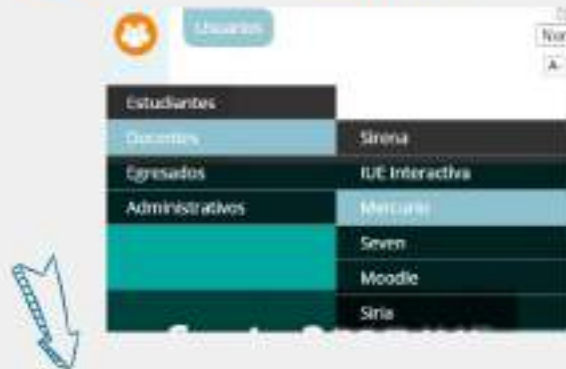 Usuarios
A-
Estudiantes
Docentes
Sirena
Egresados
IUE Interactiva
Administrativos
Mercurio
Seven
Moodle
Siria